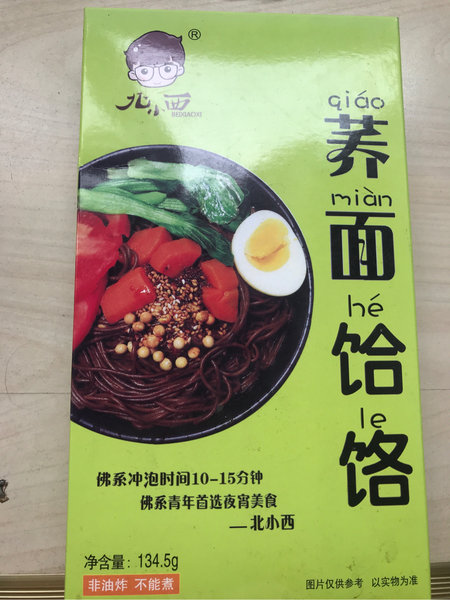 ®
北小西
BEIXIAOXI
qiáo
荞
miàn
面
hé
饸
le
饹
佛系冲泡时间10-15分钟
佛系青年首选夜宵美食
—北小西
净含量：134.5g
非油炸 不能煮
图片仅供参考 以实物为准